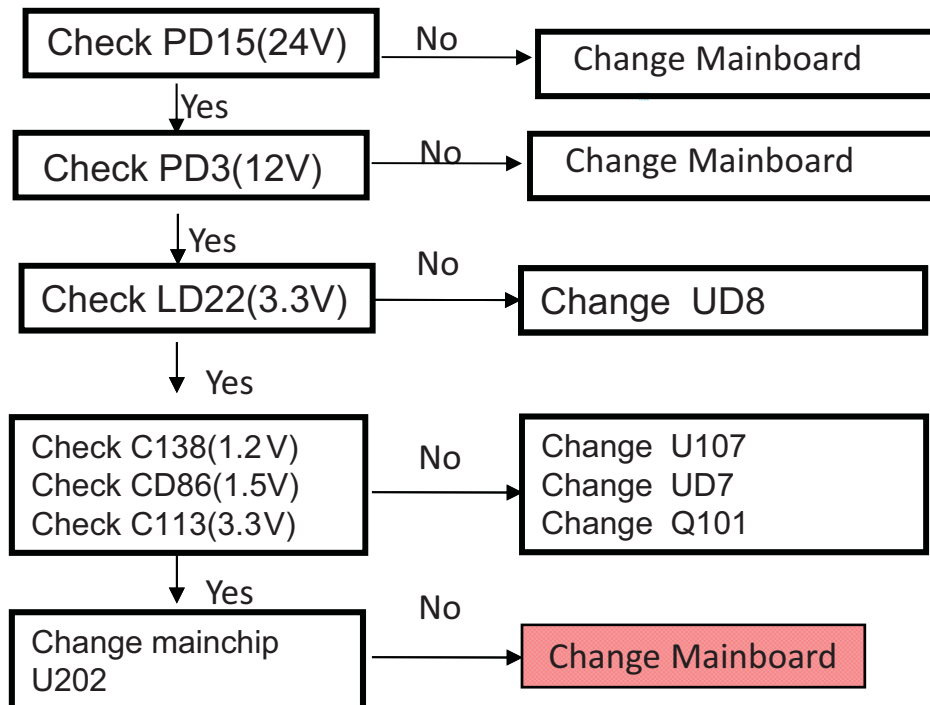 Check PD15(24V)
No
Change Mainboard
Yes
Check PD3(12V)
No
Change Mainboard
Yes
Check LD22(3.3V)
No
Change UD8
Yes
Check C138(1.2V)
Check CD86(1.5V)
Check C113(3.3V)
No
Change U107
Change UD7
Change Q101
Yes
Change mainchip
U202
No
Change Mainboard